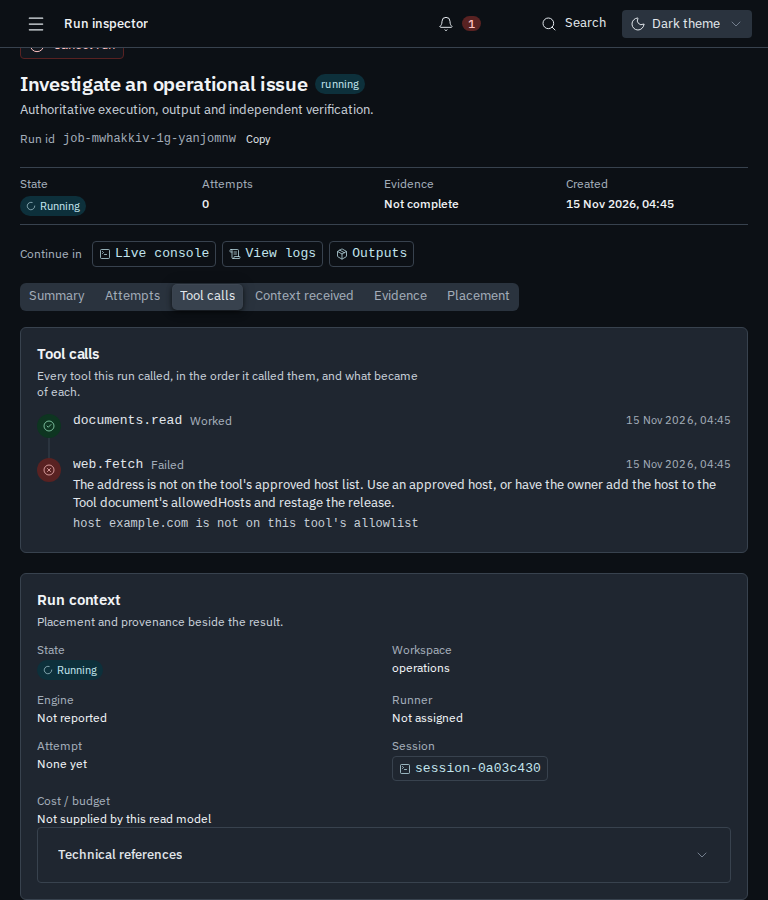 Run inspector
1
Search
Dark theme
Investigate an operational issue running
Authoritative execution, output and independent verification.
Run id job-mwhakkiv-1g-yanjomnw Copy
State Attempts Evidence Created
Running 0 Not complete 15 Nov 2026, 04:45
Continue in Live console View logs Outputs
Summary Attempts Tool calls Context received Evidence Placement
Tool calls
Every tool this run called, in the order it called them, and what became
of each.
documents.read Worked 15 Nov 2026, 04:45
web.fetch Failed 15 Nov 2026, 04:45
The address is not on the tool's approved host list. Use an approved host, or have the owner add the host to the
Tool document's allowedHosts and restage the release.
host example.com is not on this tool's allowlist
Run context
Placement and provenance beside the result.
State Workspace
Running operations
Engine Runner
Not reported Not assigned
Attempt Session
None yet session-0a03c430
Cost / budget
Not supplied by this read model
Technical references